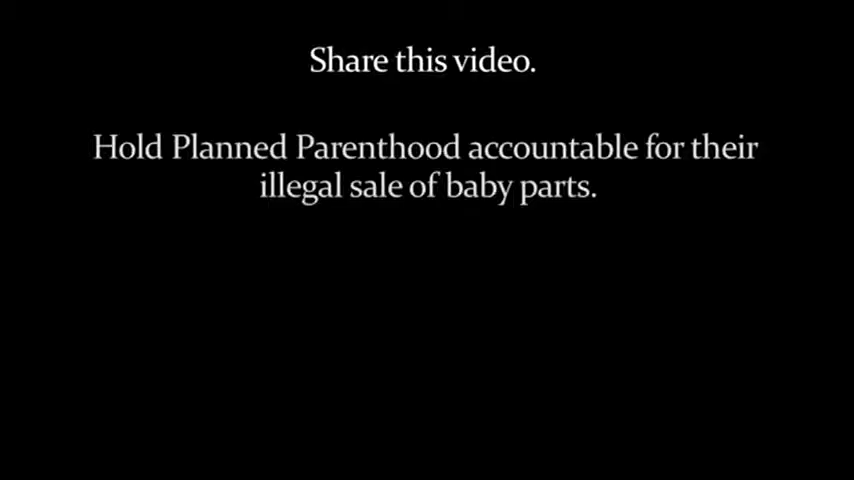 Share this video.
Hold Planned Parenthood accountable for their
illegal sale of baby parts.